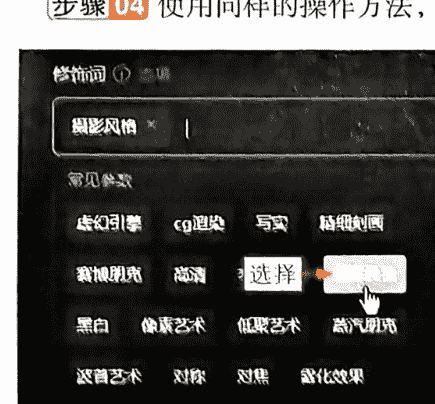 步骤 04 使用同样的操作方法，
修饰词 选填
摄影风格 ×
常见参数
虚幻引擎 cg渲染 写实 精细刻画
赛博朋克 高清 选择
黑白 像素艺术 低聚艺术 蒸汽朋克
波普艺术 对称 对焦 雾化效果